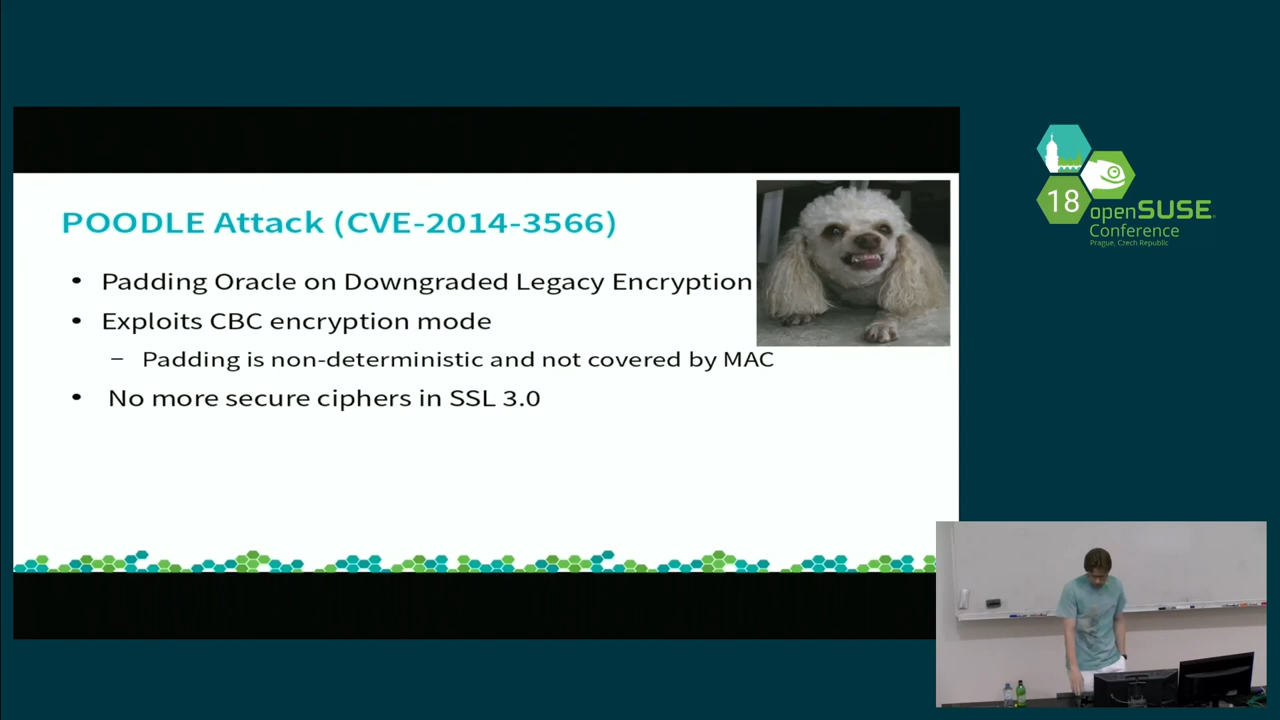 POODLE Attack (CVE-2014-3566)
• Padding Oracle on Downgraded Legacy Encryption
• Exploits CBC encryption mode
– Padding is non-deterministic and not covered by MAC
• No more secure ciphers in SSL 3.0
18
openSUSE
Conference
Prague, Czech Republic